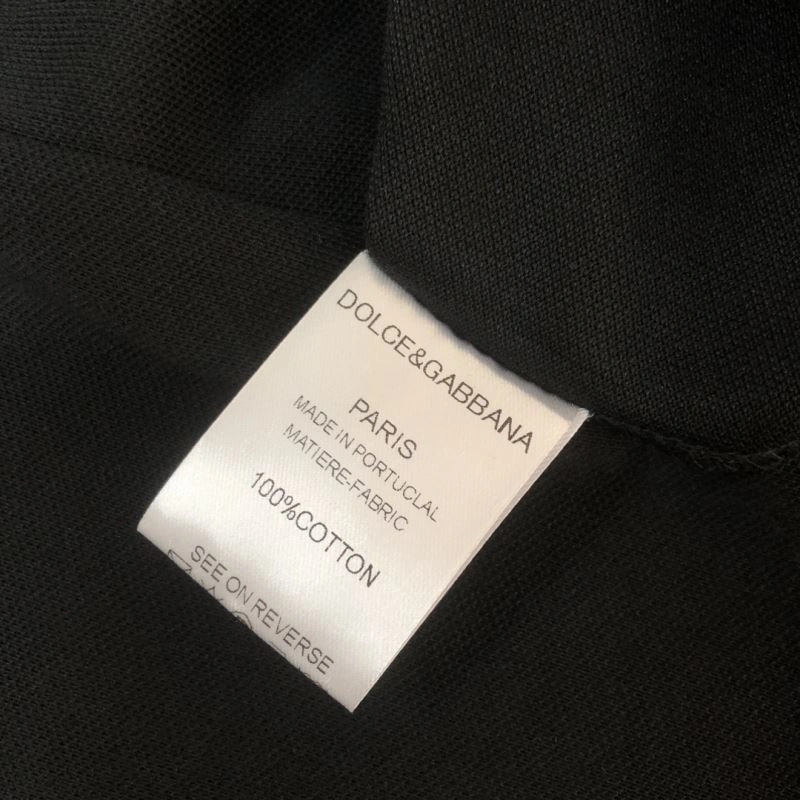 DOLCE&GABBANA
PARIS
MADE IN PORTUCLAL
MATIERE-FABRIC
100%COTTON
SEE ON REVERSE